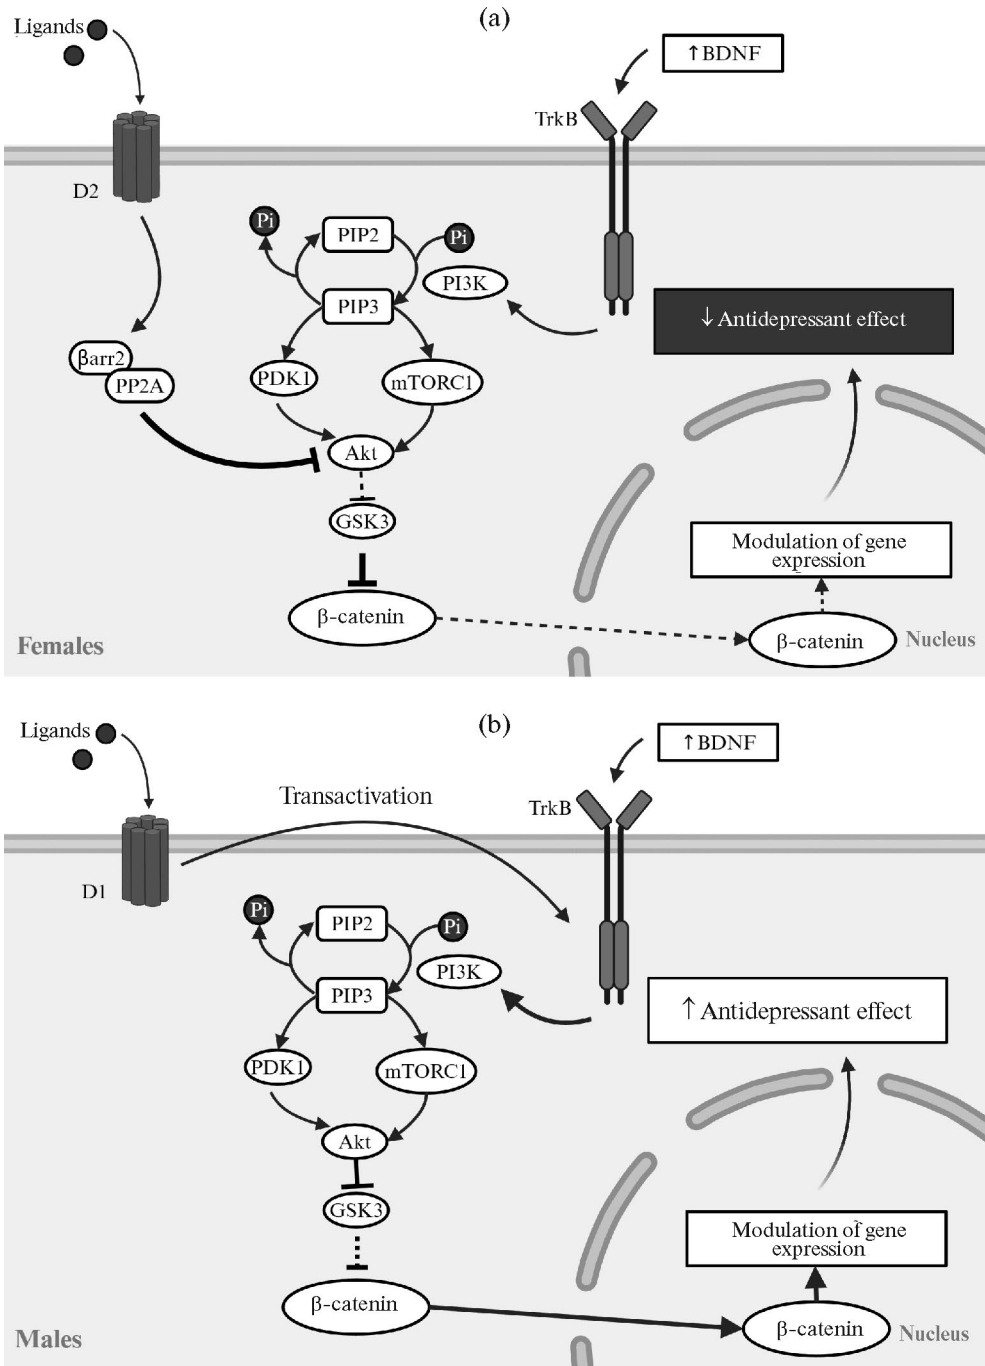 (a)
Ligands
↑BDNF
TrkB
D2
Pi
PIP2
Pi
PI3K
PIP3
↓ Antidepressant effect
βarr2
PP2A
PDK1
mTORC1
Akt
GSK3
Modulation of gene
expression
β-catenin
β-catenin
Females
Nucleus
(b)
Ligands
↑BDNF
Transactivation
TrkB
D1
Pi
PIP2
Pi
PI3K
PIP3
↑ Antidepressant effect
PDK1
mTORC1
Akt
GSK3
Modulation of gene
expression
β-catenin
β-catenin
Males
Nucleus